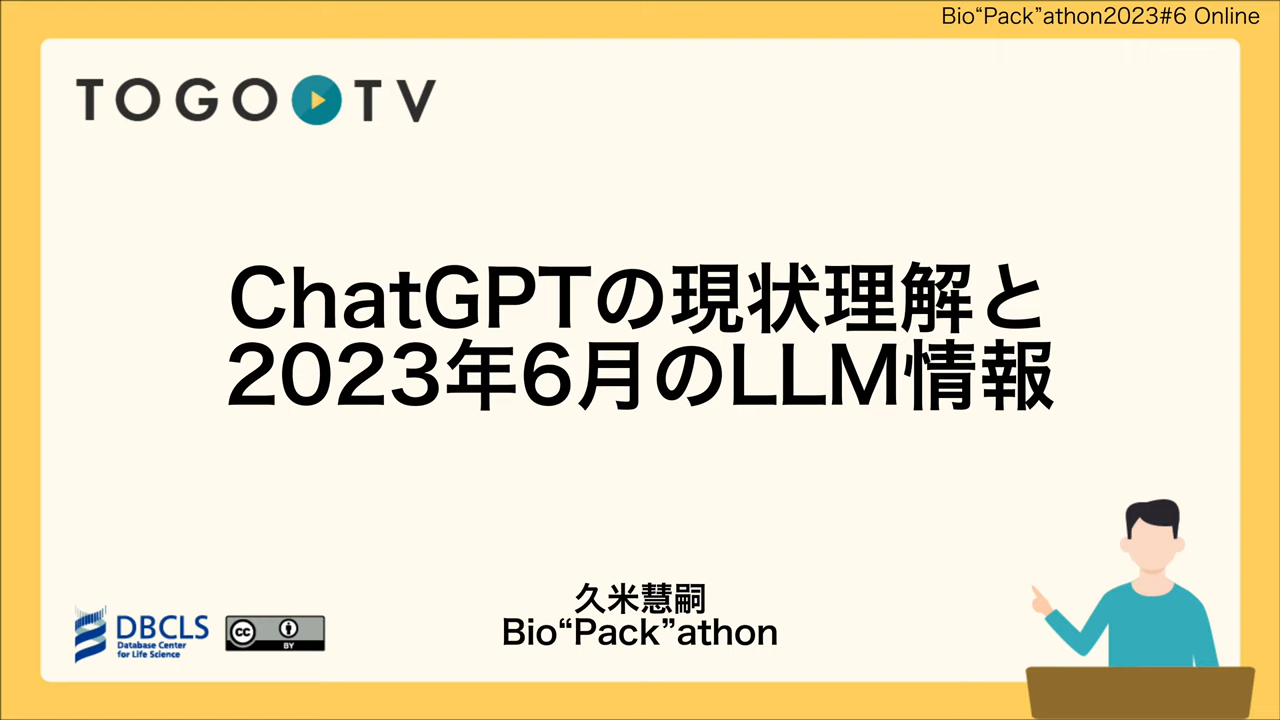 Bio“Pack”athon2023#6 Online
TOGO TV
ChatGPTの現状理解と
2023年6月のLLM情報
久米慧嗣
Bio“Pack”athon
DBCLS
Database Center
for Life Science
cc
BY